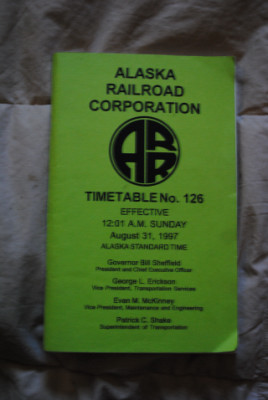 ALASKA
RAILROAD
CORPORATION
ARR
TIMETABLE No. 126
EFFECTIVE
12:01 A.M. SUNDAY
August 31, 1997
ALASKA STANDARD TIME
Governor Bill Sheffield
President and Chief Executive Officer
George L. Erickson
Vice President, Transportation Services
Evan M. McKinney
Vice President, Maintenance and Engineering
Patrick C. Shake
Superintendent of Transportation